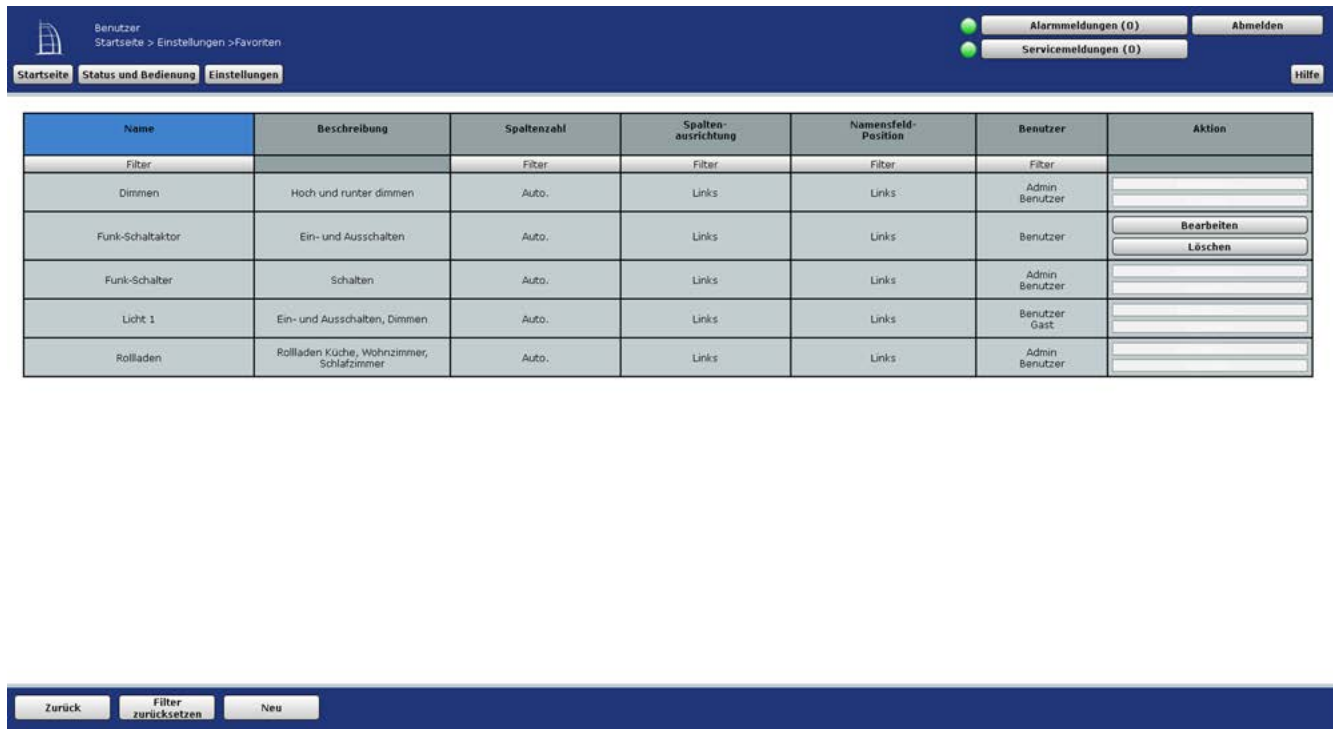 Benutzer
Startseite > Einstellungen >Favoriten
Alarmmeldungen (0)
Abmelden
Servicemeldungen (0)
Startseite
Status und Bedienung
Einstellungen
Hilfe
Name
Beschreibung
Spaltenzahl
Spalten-
ausrichtung
Namensfeld-
Position
Benutzer
Aktion
Filter
Filter
Filter
Filter
Filter
Dimmen
Hoch und runter dimmen
Auto.
Links
Links
Admin
Benutzer
Funk-Schaltaktor
Ein- und Ausschalten
Auto.
Links
Links
Benutzer
Bearbeiten
Löschen
Funk-Schalter
Schalten
Auto.
Links
Links
Admin
Benutzer
Licht 1
Ein- und Ausschalten, Dimmen
Auto.
Links
Links
Benutzer
Gast
Rollladen
Rollladen Küche, Wohnzimmer,
Schlafzimmer
Auto.
Links
Links
Admin
Benutzer
Zurück
Filter
zurücksetzen
Neu